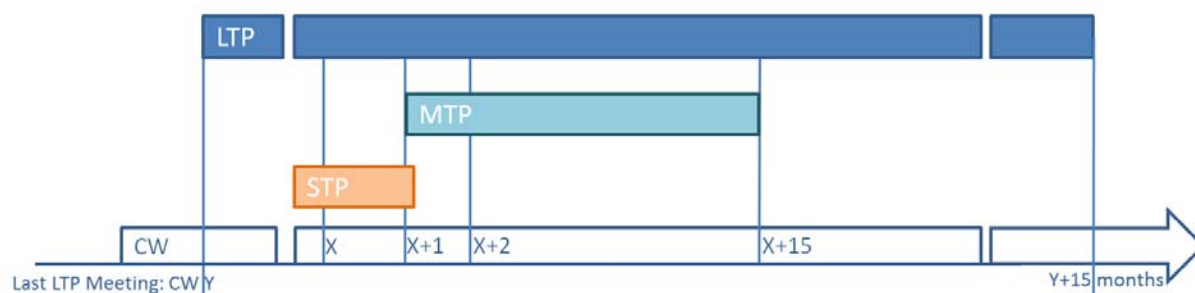 LTP
MTP
STP
CW X X+1 X+2 X+15
Last LTP Meeting: CW Y Y+15 months